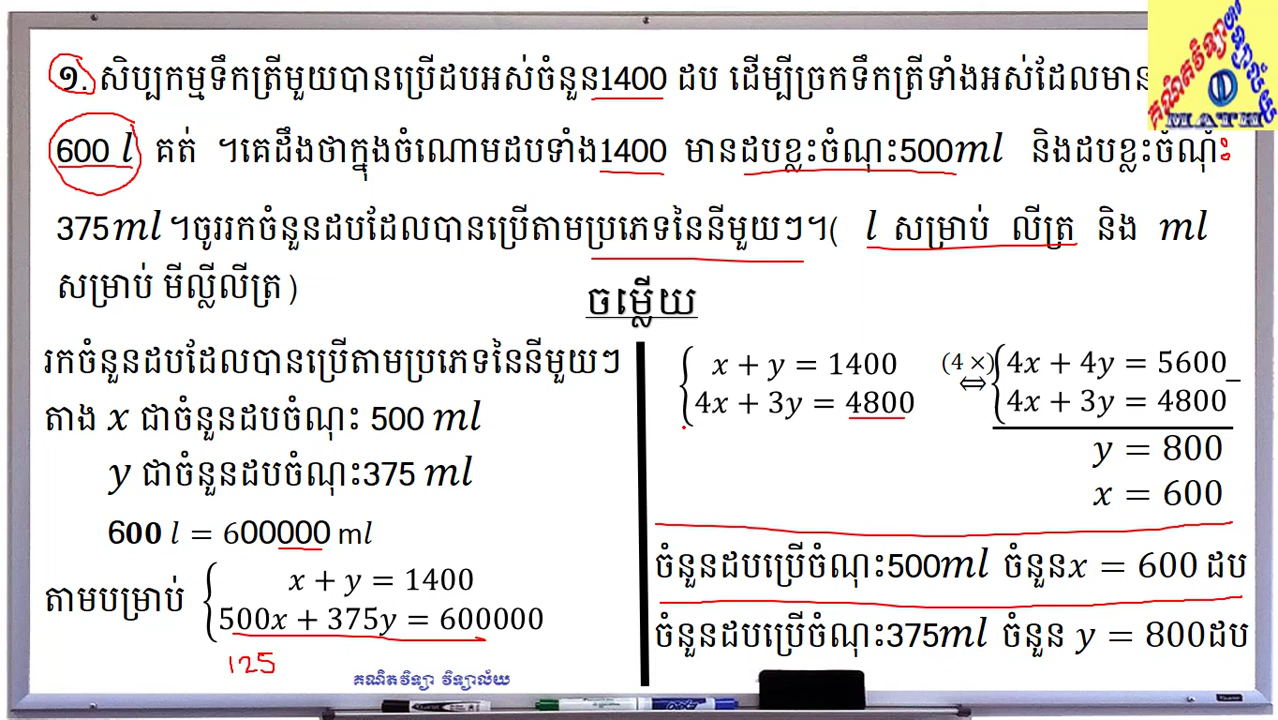 ១. សិប្បកម្មទឹកត្រីមួយបានប្រើដបអស់ចំនួន1400 ដប ដើម្បីច្រកទឹកត្រីទាំងអស់ដែលមាន
600 l គត់ ។គេដឹងថាក្នុងចំណោមដបទាំង1400 មានដបខ្លះចំណុះ500ml និងដបខ្លះចំណុះ
375ml ។ចូររកចំនួនដបដែលបានប្រើតាមប្រភេទនៃនីមួយៗ។( l សម្រាប់ លីត្រ និង ml
សម្រាប់ មីល្លីលីត្រ)
ចម្លើយ
រកចំនួនដបដែលបានប្រើតាមប្រភេទនៃនីមួយៗ
តាង x ជាចំនួនដបចំណុះ 500 ml
y ជាចំនួនដបចំណុះ375 ml
600 l = 600000 ml
តាមបម្រាប់ { x + y = 1400
500x + 375y = 600000
125
គណិតវិទ្យា វិទ្យាល័យ
{ x + y = 1400 (4 ×) ⇔ { 4x + 4y = 5600
4x + 3y = 4800 4x + 3y = 4800 −
y = 800
x = 600
ចំនួនដបប្រើចំណុះ500ml ចំនួនx = 600 ដប
ចំនួនដបប្រើចំណុះ375ml ចំនួន y = 800ដប
គណិតវិទ្យាវិទ្យាល័យ
MATH